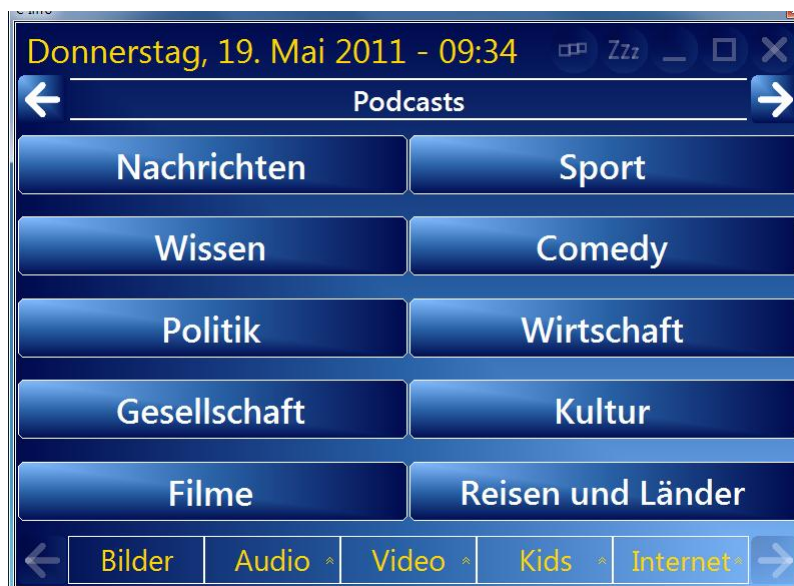 Donnerstag, 19. Mai 2011 - 09:34 Zzz
Podcasts
Nachrichten Sport
Wissen Comedy
Politik Wirtschaft
Gesellschaft Kultur
Filme Reisen und Länder
Bilder Audio Video Kids Internet